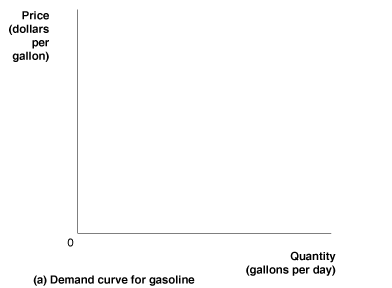 Price
(dollars
per
gallon)
0
Quantity
(gallons per day)
(a) Demand curve for gasoline